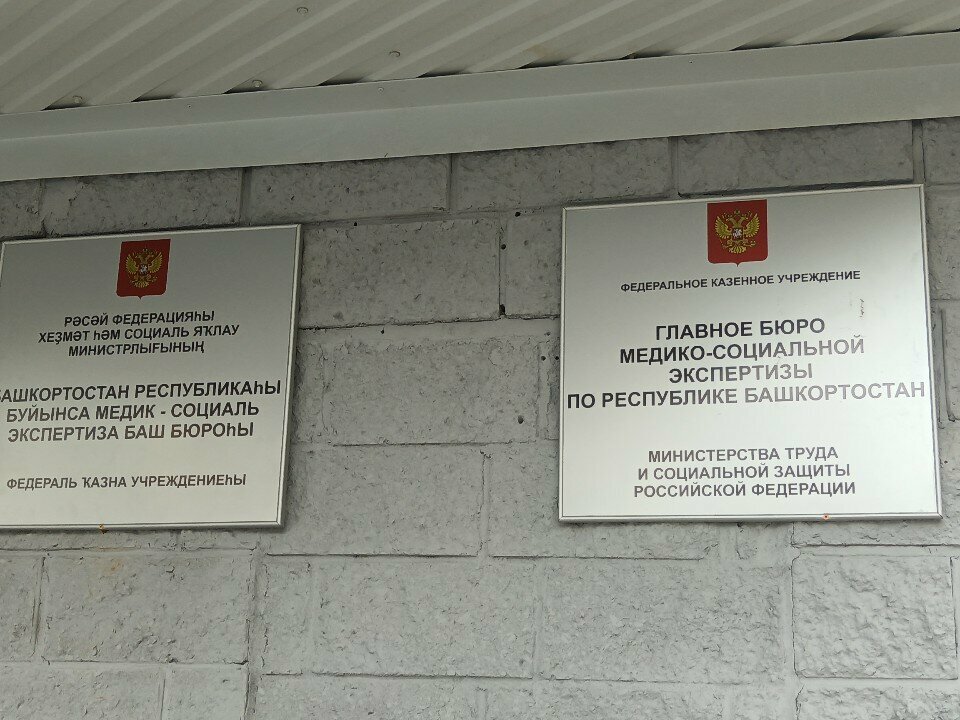 РӘСӘЙ ФЕДЕРАЦИЯҺЫ
ХЕҘМӘТ ҺӘМ СОЦИАЛЬ ЯҠЛАУ
МИНИСТРЛЫҒЫНЫҢ
БАШКОРТОСТАН РЕСПУБЛИКАҺЫ
БУЙЫНСА МЕДИК - СОЦИАЛЬ
ЭКСПЕРТИЗА БАШ БЮРОҺЫ
ФЕДЕРАЛЬ ҠАЗНА УЧРЕЖДЕНИЕҺЫ
ФЕДЕРАЛЬНОЕ КАЗЕННОЕ УЧРЕЖДЕНИЕ
ГЛАВНОЕ БЮРО
МЕДИКО-СОЦИАЛЬНОЙ
ЭКСПЕРТИЗЫ
ПО РЕСПУБЛИКЕ БАШКОРТОСТАН
МИНИСТЕРСТВА ТРУДА
И СОЦИАЛЬНОЙ ЗАЩИТЫ
РОССИЙСКОЙ ФЕДЕРАЦИИ